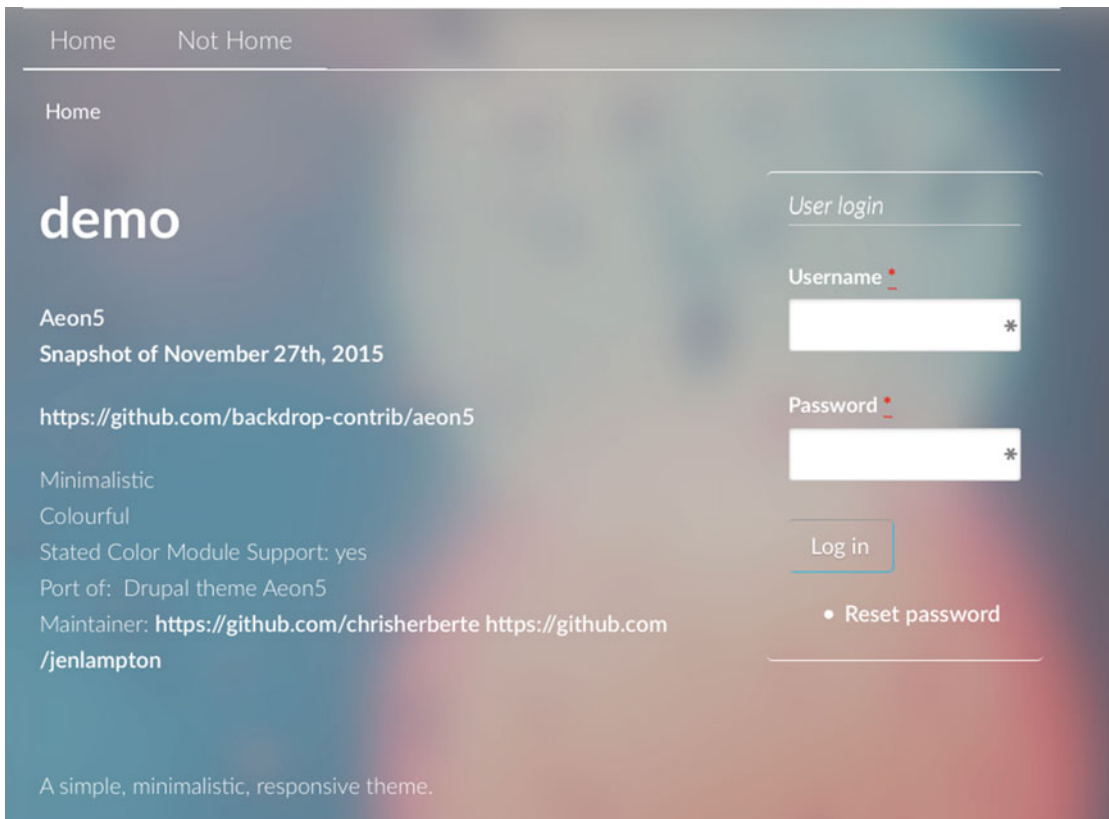 Home Not Home
Home
demo
Aeon5
Snapshot of November 27th, 2015
https://github.com/backdrop-contrib/aeon5
Minimalistic
Colourful
Stated Color Module Support: yes
Port of: Drupal theme Aeon5
Maintainer: https://github.com/chrisherberte https://github.com
/jenlampton
A simple, minimalistic, responsive theme.
User login
Username *
*
Password *
*
Log in
• Reset password